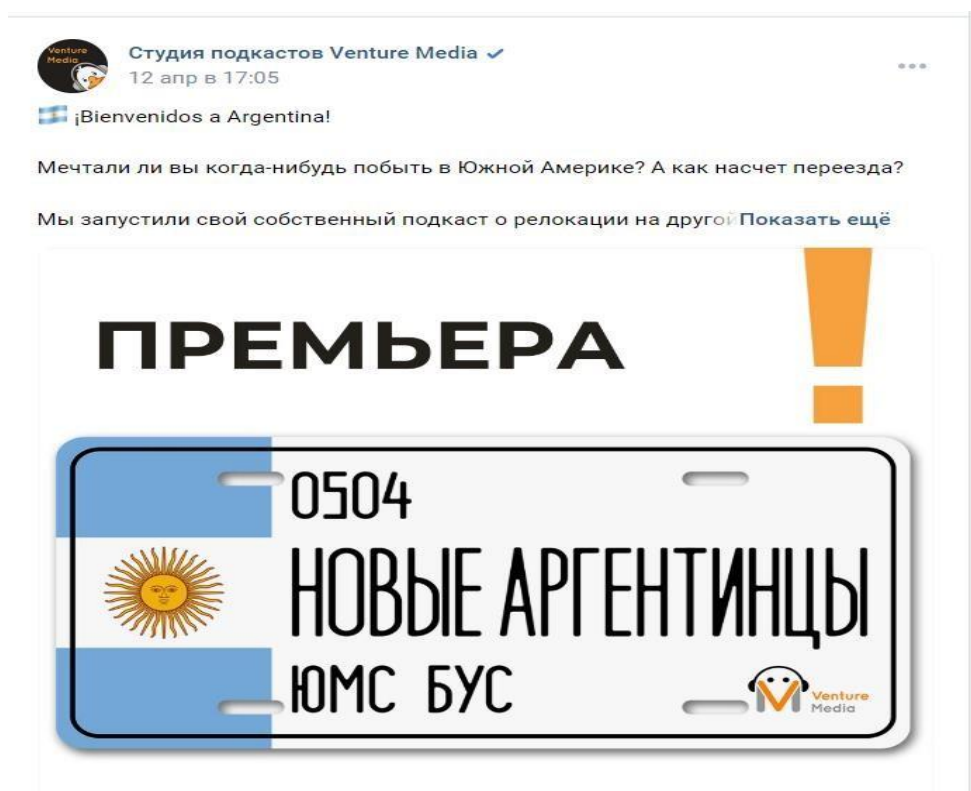 Venture
Media
Студия подкастов Venture Media
12 апр в 17:05
¡Bienvenidos a Argentina!
Мечтали ли вы когда-нибудь побыть в Южной Америке? А как насчет переезда?
Мы запустили свой собственный подкаст о релокации на другой Показать ещё
ПРЕМЬЕРА!
0504
НОВЫЕ АРГЕНТИНЦЫ
ЮМС БУС
Venture
Media